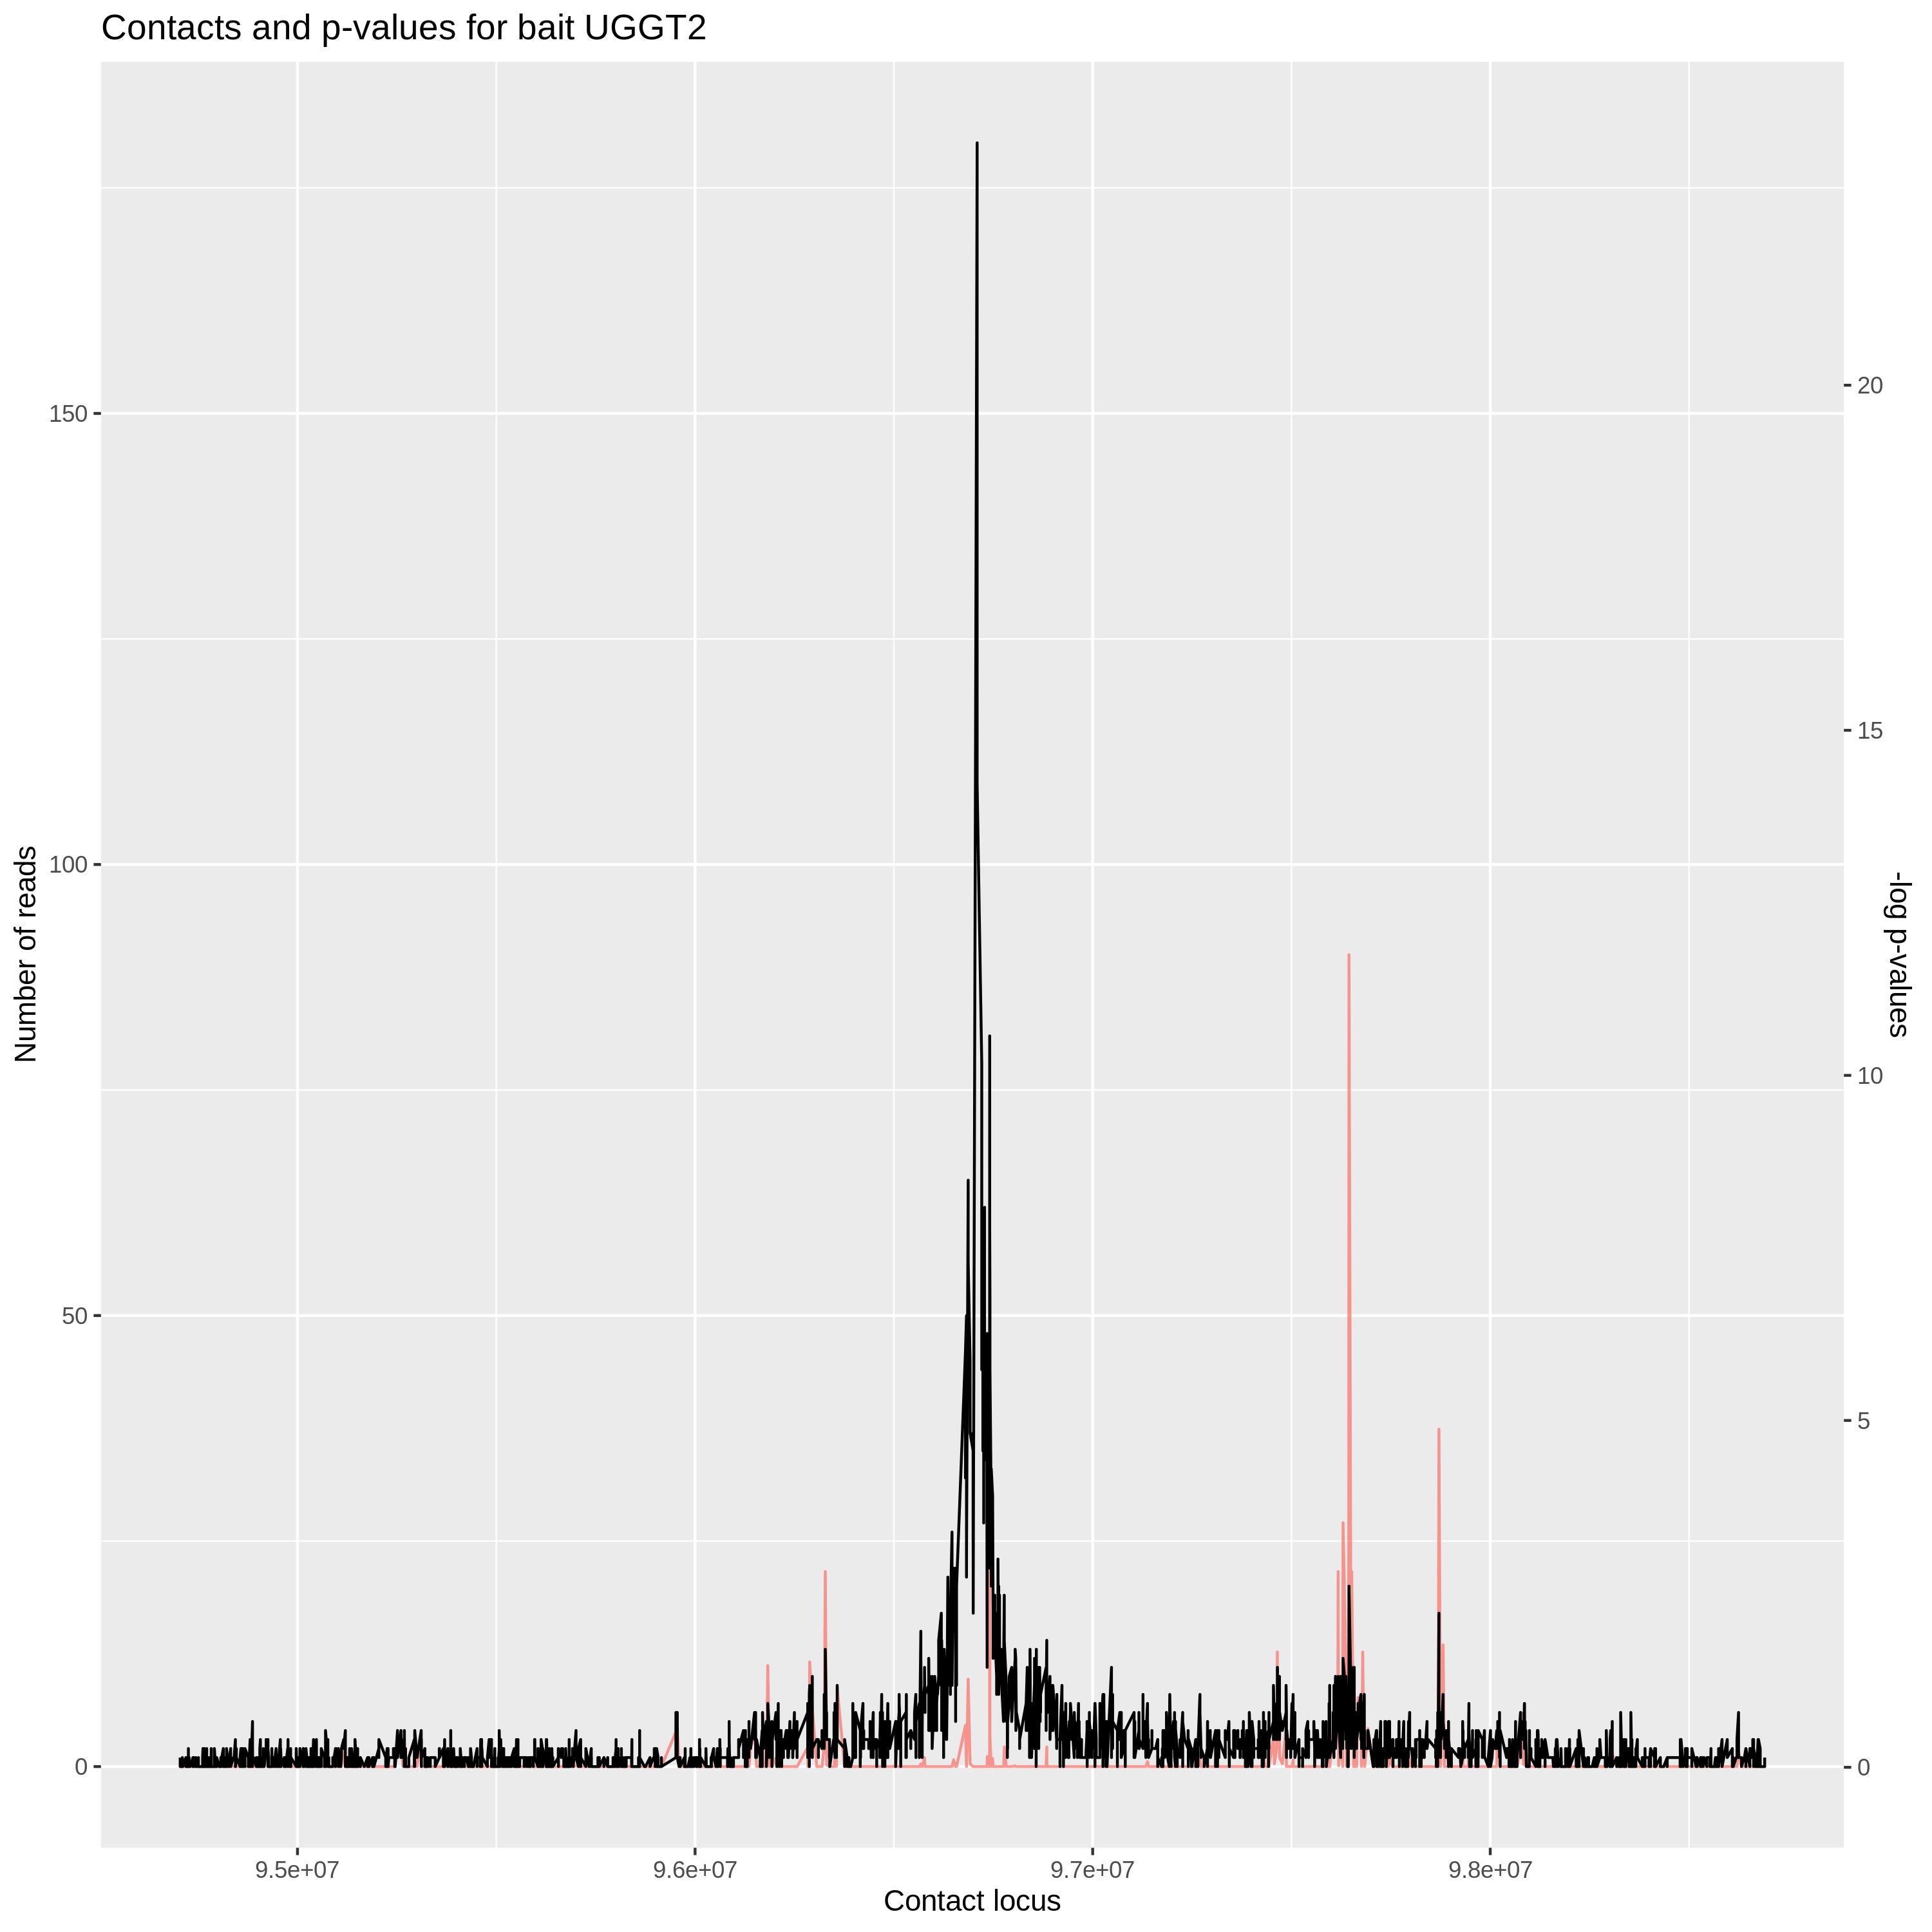 Contacts and p-values for bait UGGT2
Number of reads
150
100
50
0
20
15
10
5
0
-log p-values
9.5e+07 9.6e+07 9.7e+07 9.8e+07
Contact locus